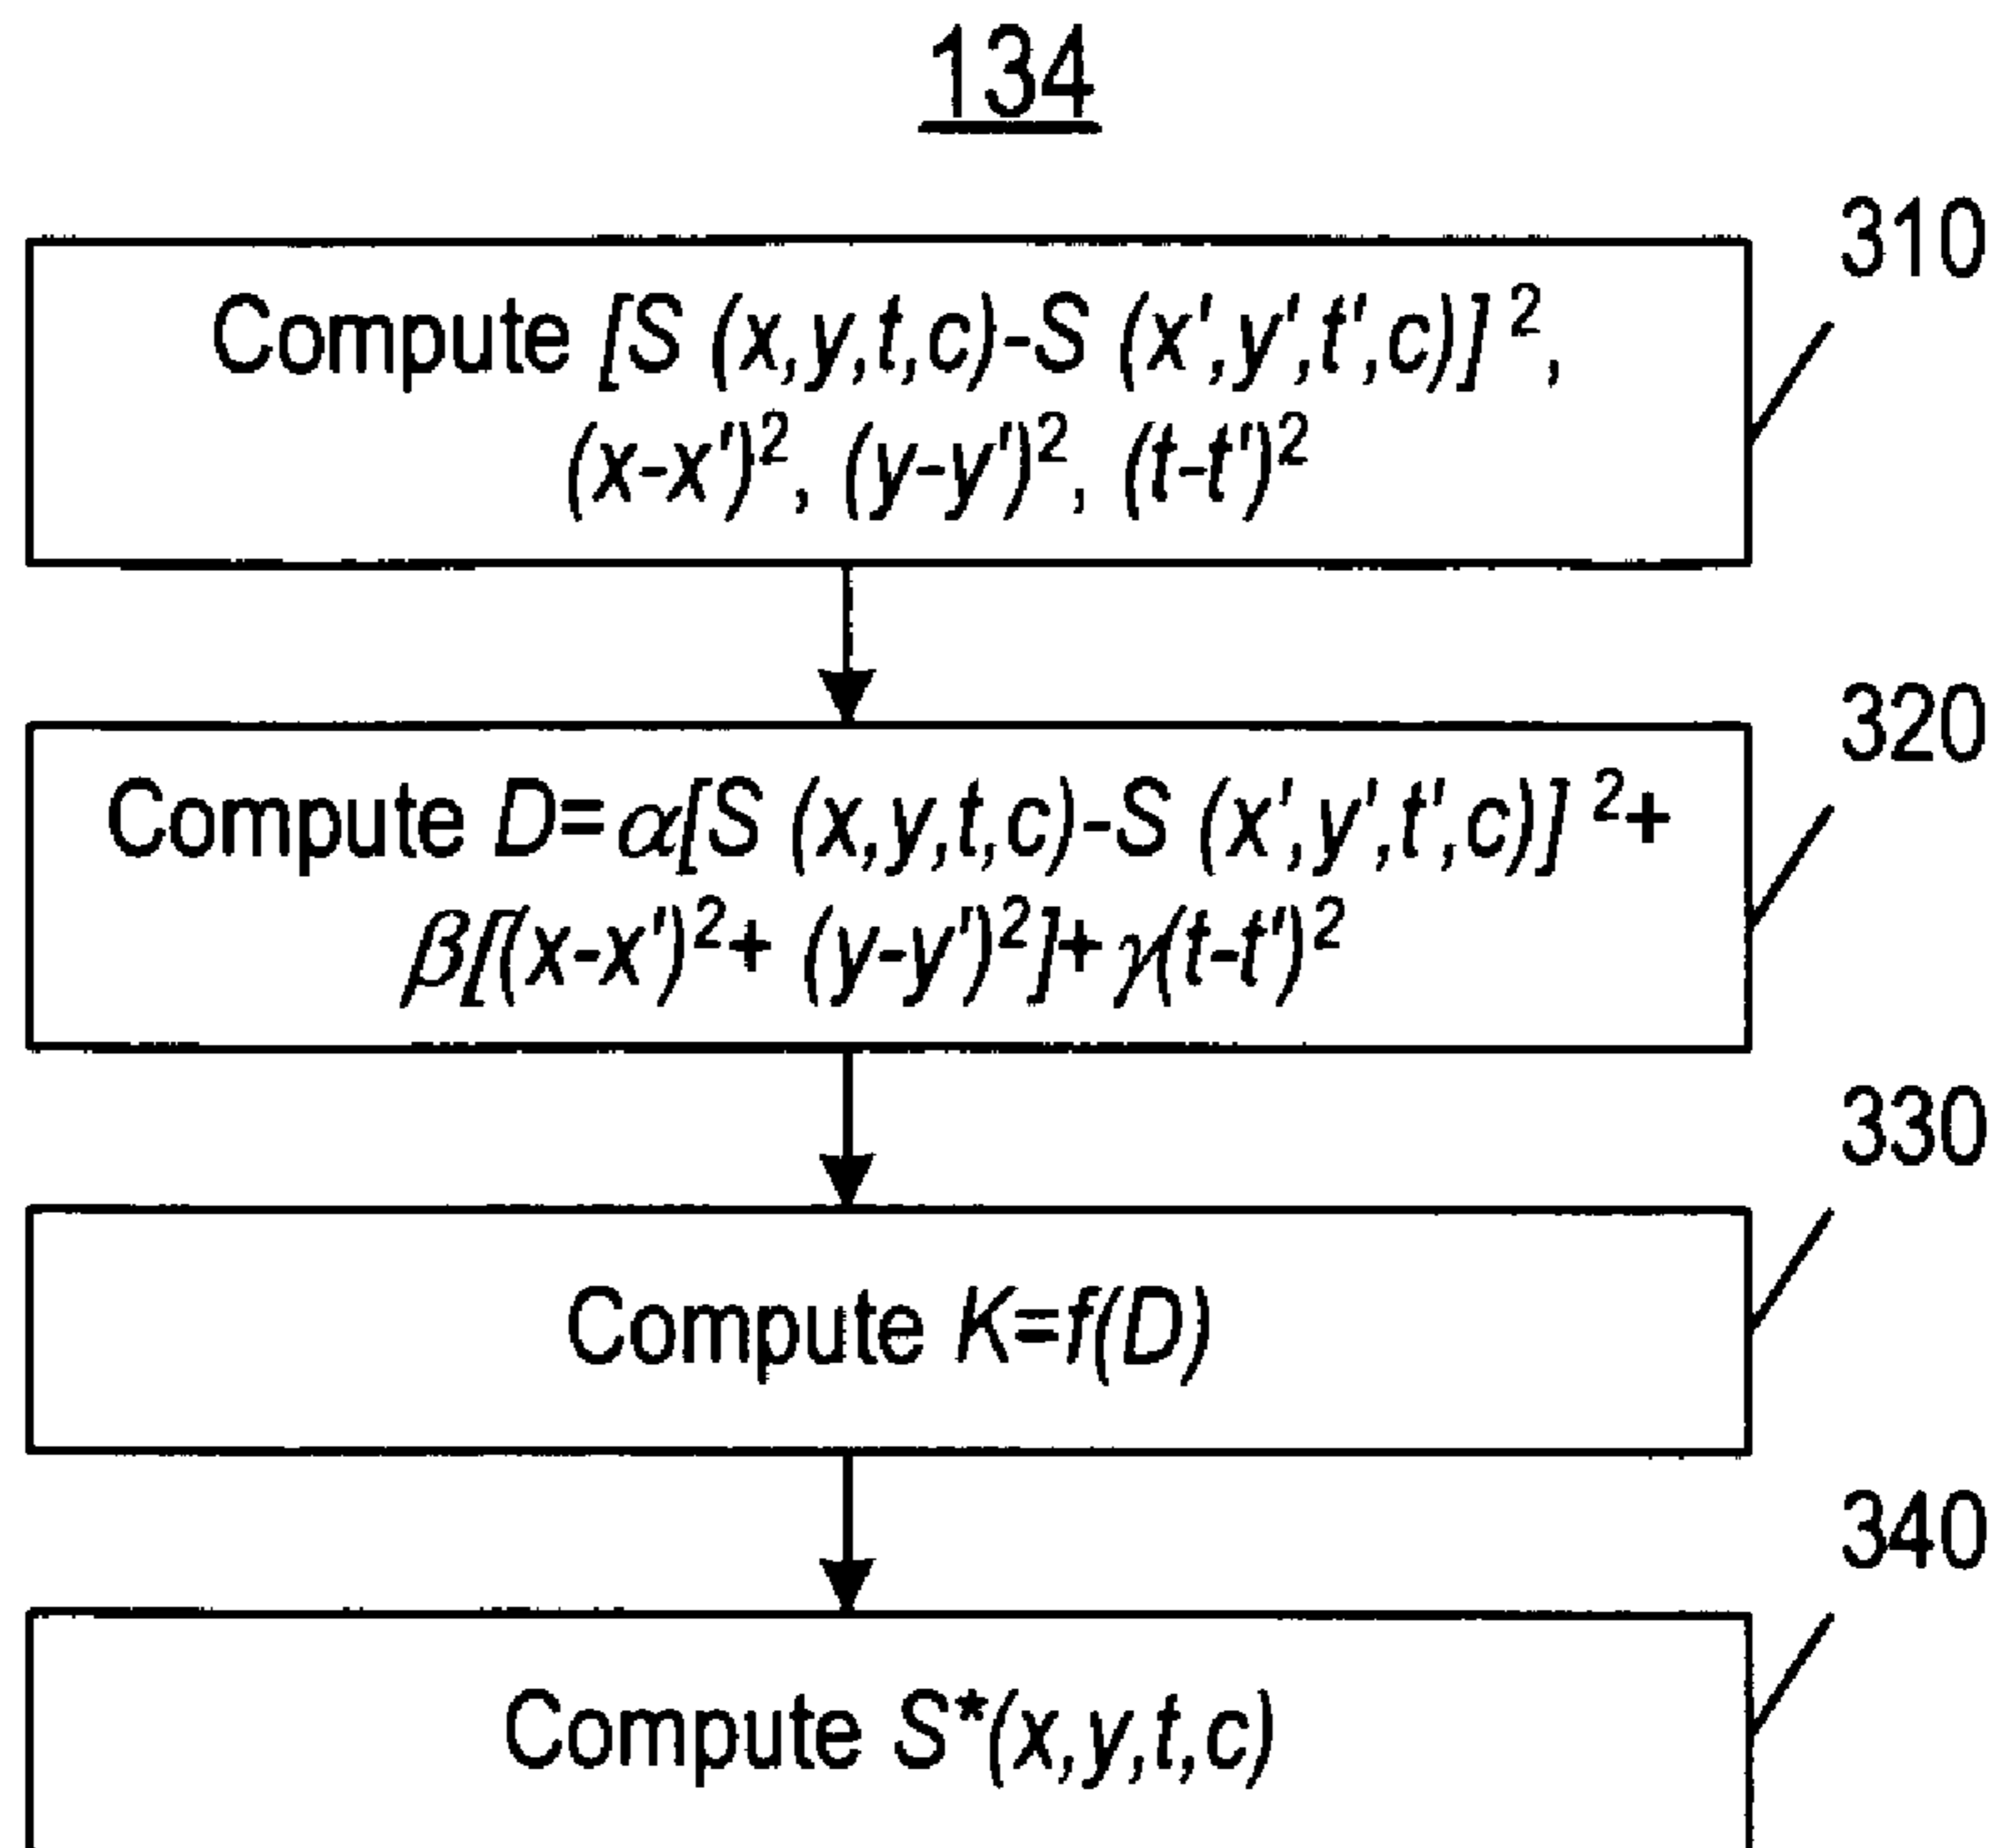 134
310
Compute [S (x,y,t,c)-S (x',y',t',c)] ²,
(x-x')², (y-y')², (t-t')²
320
Compute D=α[S (x,y,t,c)-S (x',y',t',c)] ²+
β[(x-x')²+ (y-y')²]+γ(t-t')²
330
Compute K=f(D)
340
Compute S*(x,y,t,c)